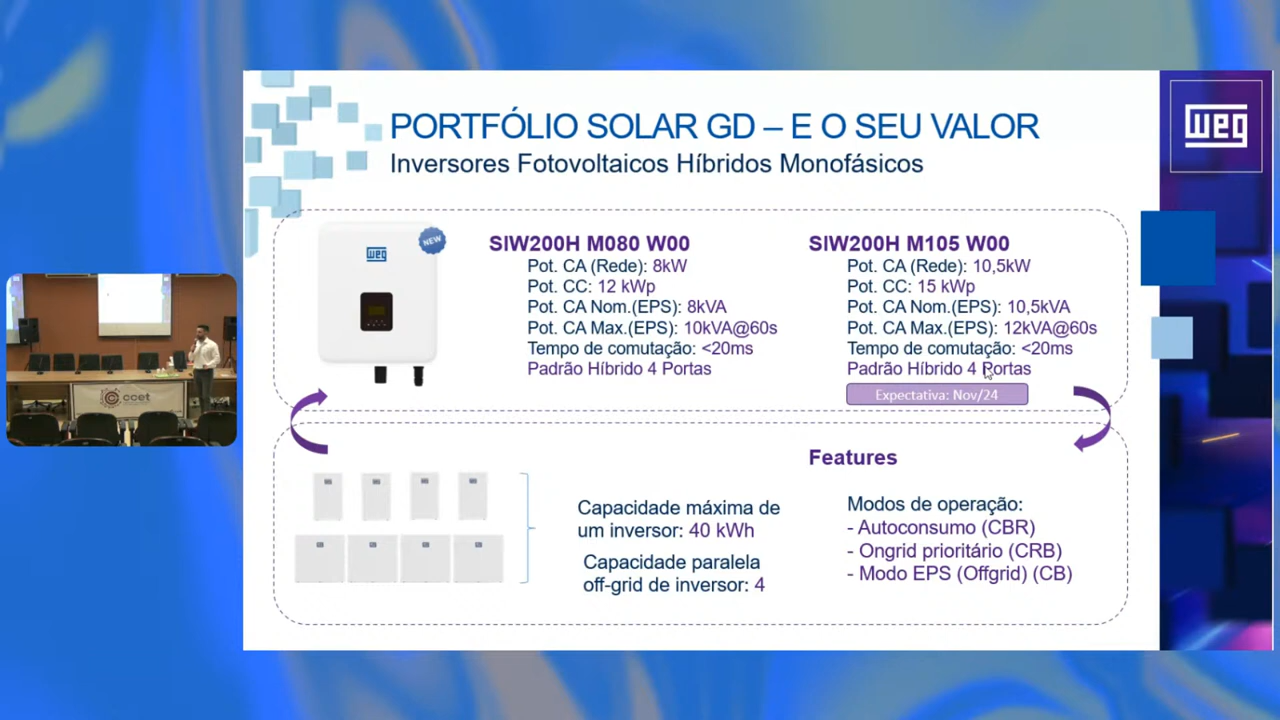 PORTFÓLIO SOLAR GD – E O SEU VALOR
Inversores Fotovoltaicos Híbridos Monofásicos
weg
NEW
weg
SIW200H M080 W00
Pot. CA (Rede): 8kW
Pot. CC: 12 kWp
Pot. CA Nom.(EPS): 8kVA
Pot. CA Max.(EPS): 10kVA@60s
Tempo de comutação: <20ms
Padrão Híbrido 4 Portas
SIW200H M105 W00
Pot. CA (Rede): 10,5kW
Pot. CC: 15 kWp
Pot. CA Nom.(EPS): 10,5kVA
Pot. CA Max.(EPS): 12kVA@60s
Tempo de comutação: <20ms
Padrão Híbrido 4 Portas
Expectativa: Nov/24
ccet
Capacidade máxima de
um inversor: 40 kWh
Capacidade paralela
off-grid de inversor: 4
Features
Modos de operação:
- Autoconsumo (CBR)
- Ongrid prioritário (CRB)
- Modo EPS (Offgrid) (CB)